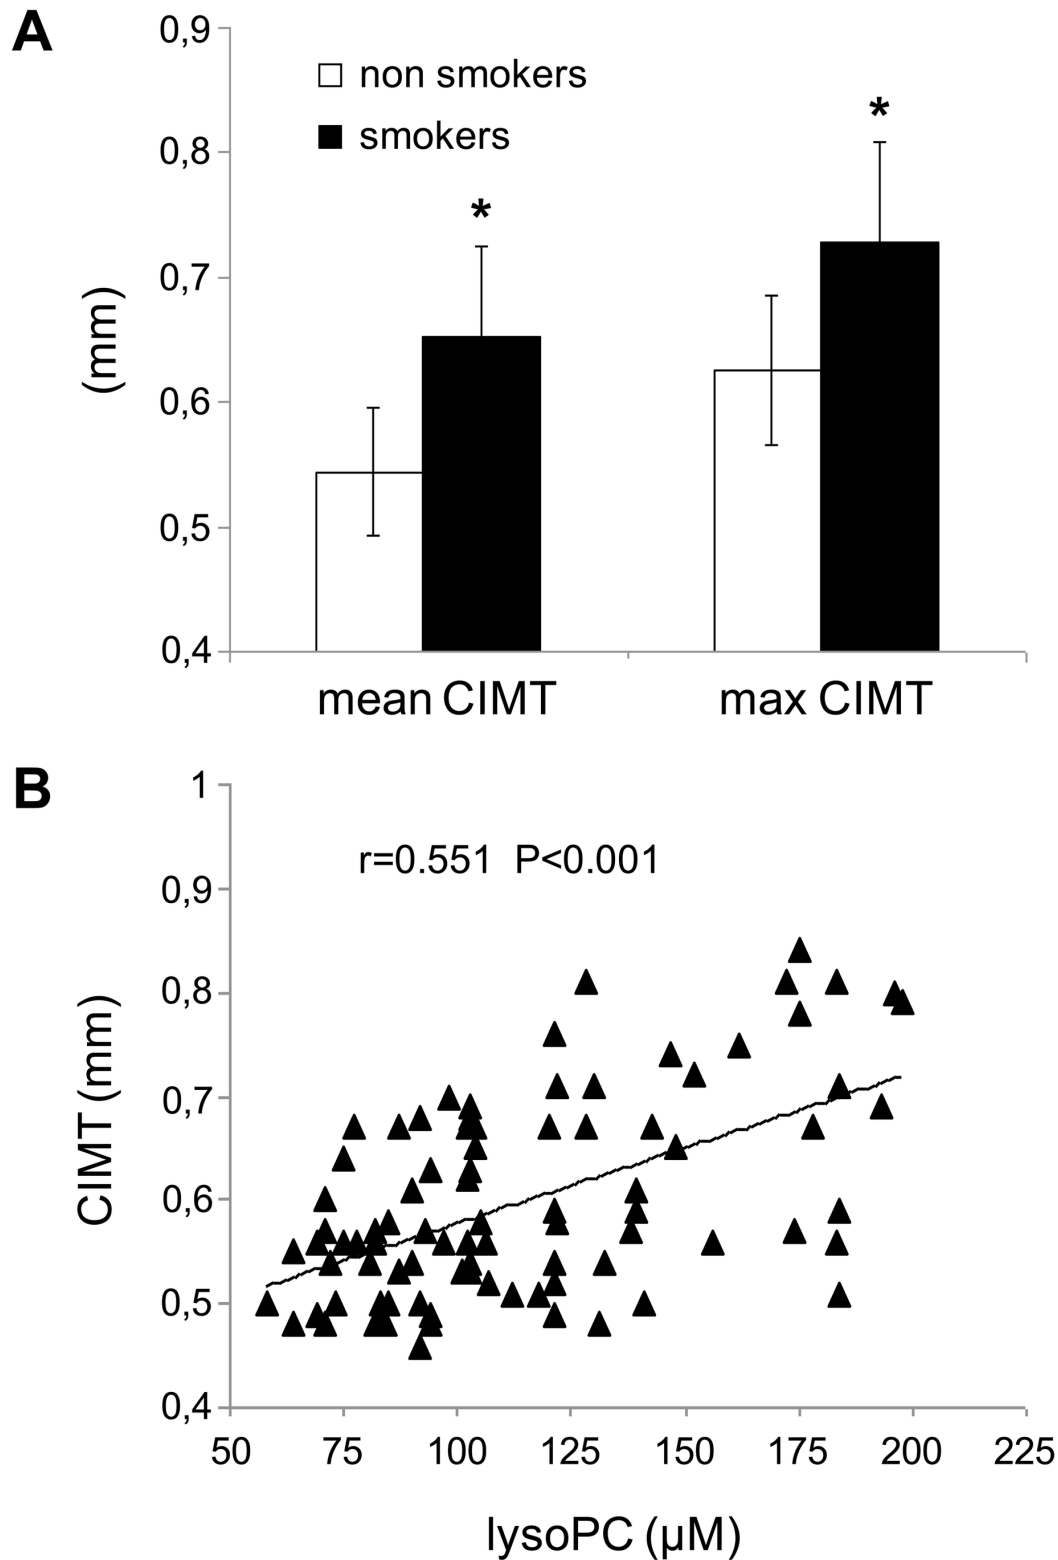 A
0,9
non smokers
*
smokers
0,8
*
0,7
(mm)
0,6
0,5
0,4
mean CIMT max CIMT
B
1
r=0.551 P<0.001
0,9
0,8
CIMT (mm)
0,7
0,6
0,5
0,4
50 75 100 125 150 175 200 225
lysoPC (µM)